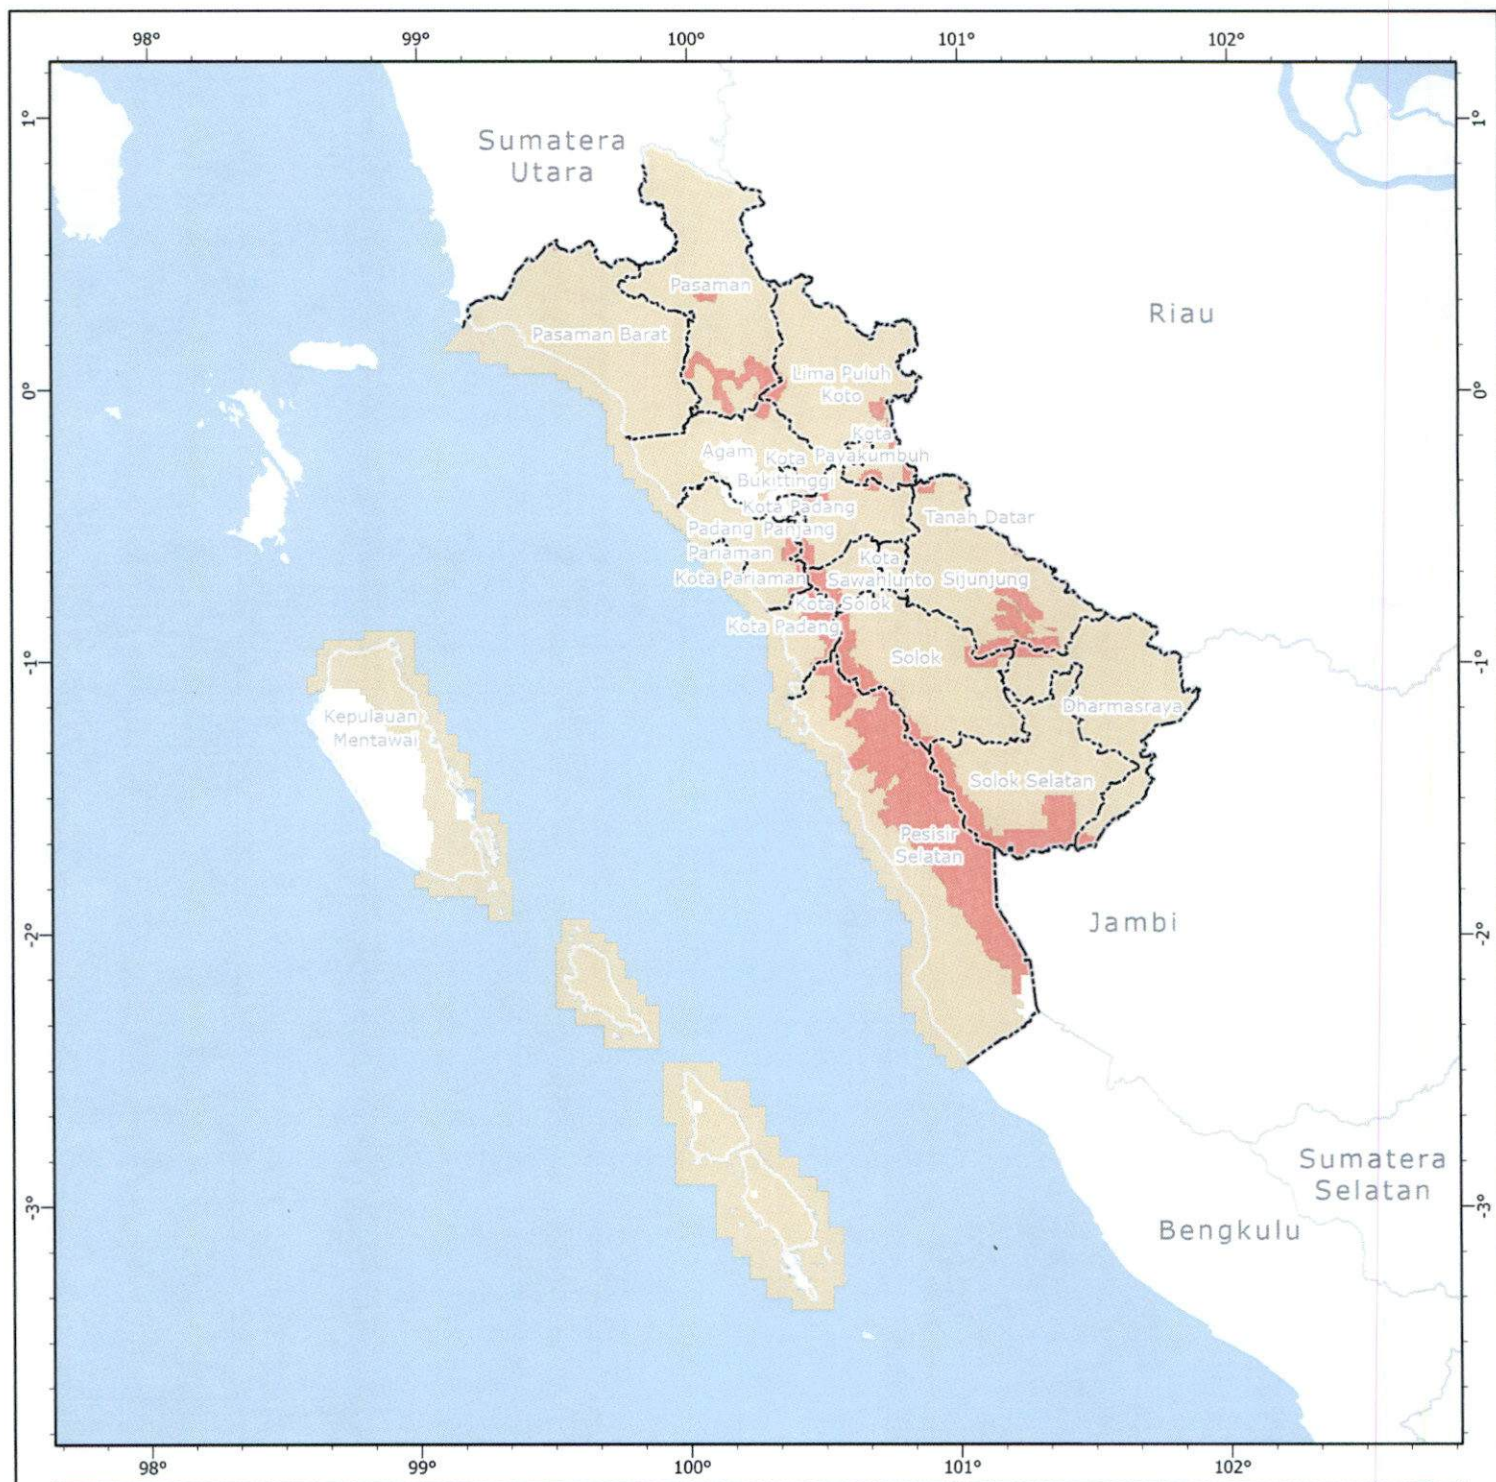 98°
99°
100°
101°
102°
1°
1°
Sumatera
Utara
Pasaman
Riau
Pasaman Barat
Lima Puluh
Koto
0°
0°
Kota
Agam
Kota Payakumbuh
Bukittinggi
Kota Padang
Tanah Datar
Padang Panjang
Pariaman
Kota
Kota Pariaman
Sawahlunto
Sijunjung
Kota Solok
Kota Padang
Solok
-1°
-1°
Dharmasraya
Kepulauan
Mentawai
Solok Selatan
Pesisir
Selatan
Jambi
-2°
-2°
Sumatera
Selatan
-3°
-3°
Bengkulu
98°
99°
100°
101°
102°